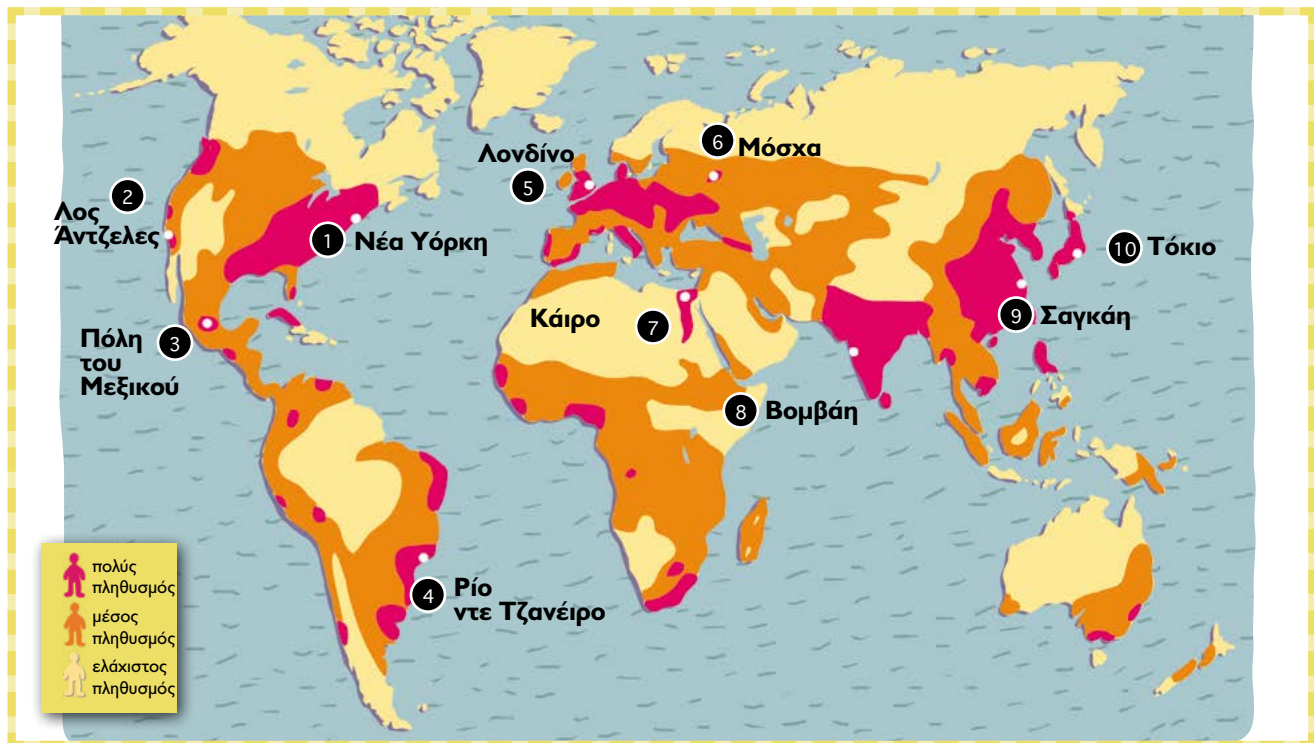 6 Μόσχα
Λονδίνο
5
2
Λος
Άντζελες
1 Νέα Υόρκη
10 Τόκιο
Κάιρο 7
9 Σαγκάη
3 Πόλη
του
Μεξικού
8 Βομβάη
4 Ρίο
ντε Τζανέιρο
πολύς
πληθυσμός
μέσος
πληθυσμός
ελάχιστος
πληθυσμός